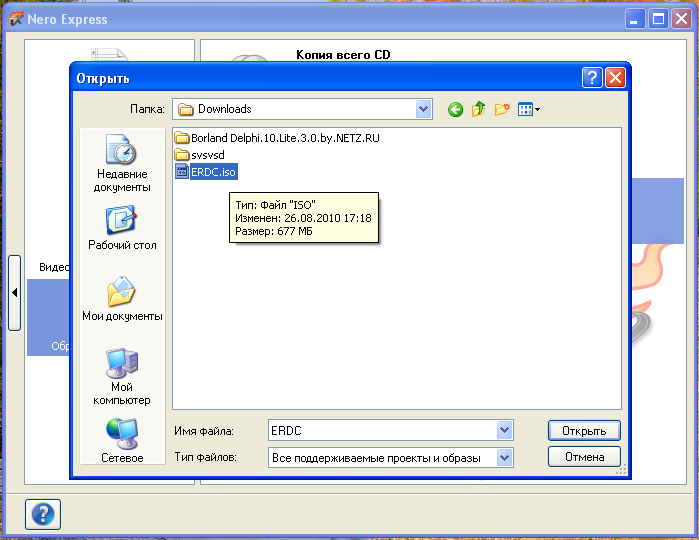 Nero Express
Копия всего CD
Открыть
Папка:
Downloads
Borland Delphi.10.Lite.3.0.by.NETZ.RU
svsvsd
ERDC.iso
Тип: Файл "ISO"
Изменен: 26.08.2010 17:18
Размер: 677 МБ
Недавние
документы
Рабочий стол
Мои документы
Мой
компьютер
Сетевое
Видео
Обр
Имя файла:
ERDC
Открыть
Тип файлов:
Все поддерживаемые проекты и образы
Отмена